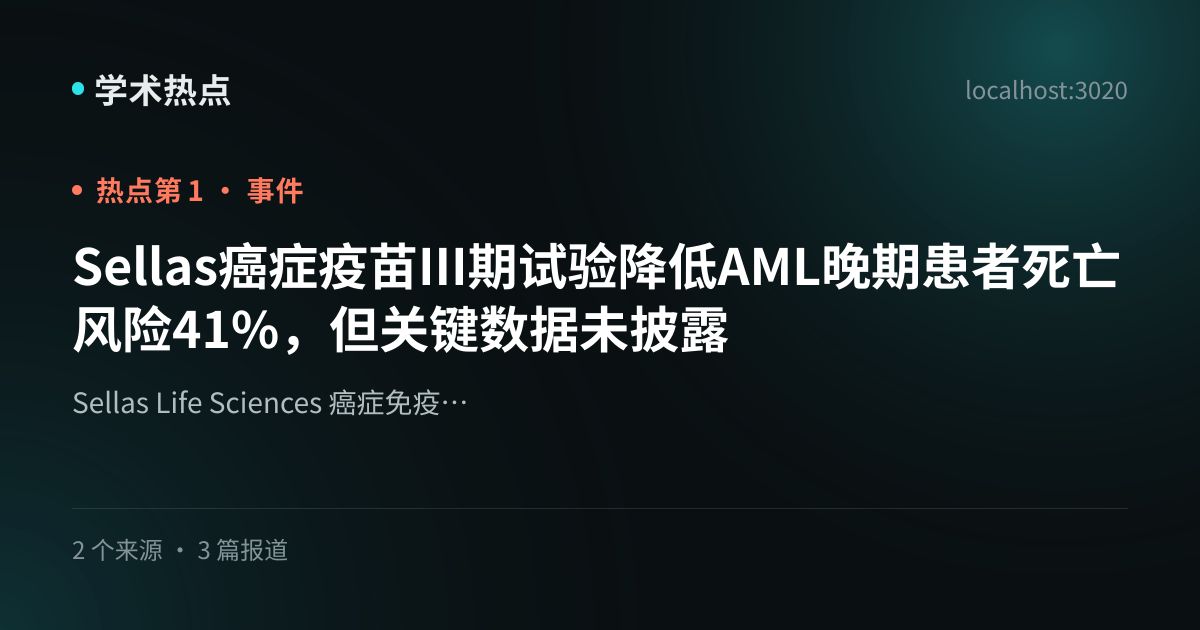 学术热点
localhost:3020
热点第 1 · 事件
Sellas癌症疫苗III期试验降低AML晚期患者死亡
风险41%，但关键数据未披露
Sellas Life Sciences 癌症免疫…
2 个来源 · 3 篇报道